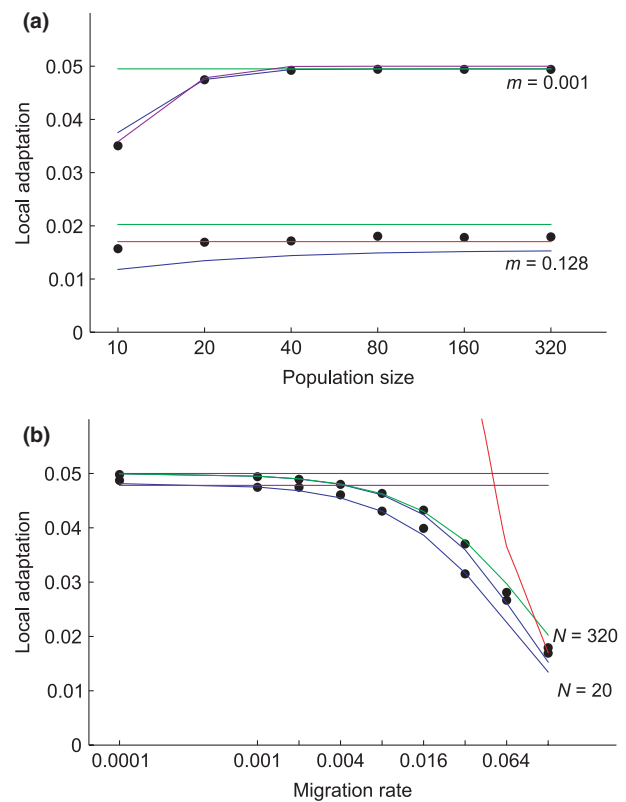 (a)
0.05
0.04
0.03
0.02
0.01
0
Local adaptation
m = 0.001
m = 0.128
10 20 40 80 160 320
Population size
(b)
0.05
0.04
0.03
0.02
0.01
0
Local adaptation
N = 320
N = 20
0.0001 0.001 0.004 0.016 0.064
Migration rate